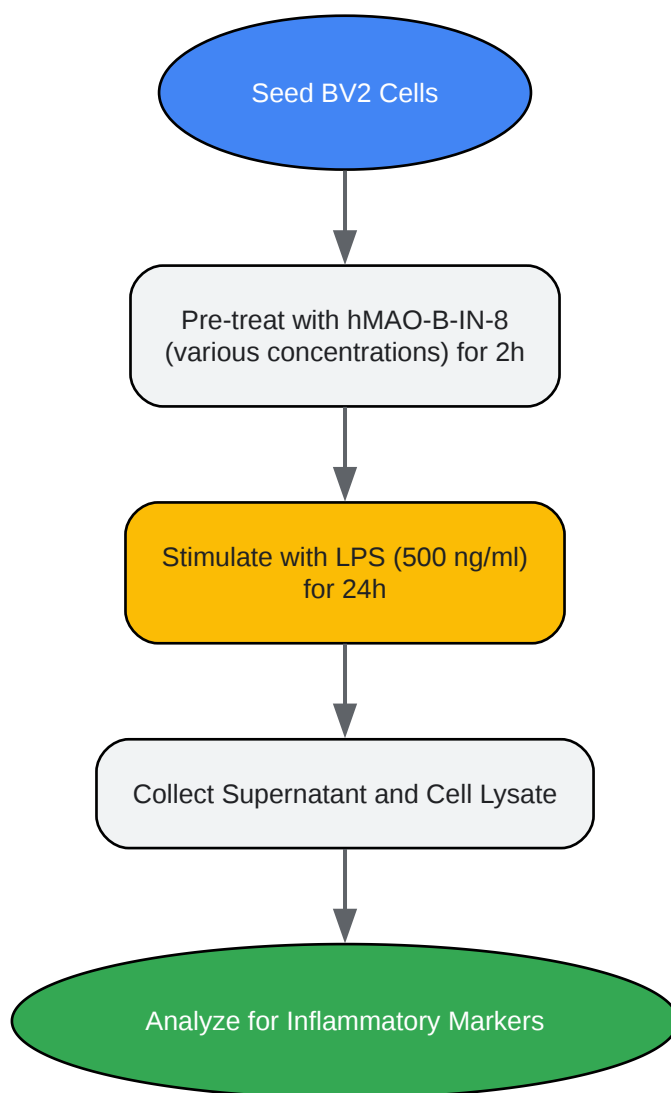 Seed BV2 Cells
Pre-treat with hMAO-B-IN-8
(various concentrations) for 2h
Stimulate with LPS (500 ng/ml)
for 24h
Collect Supernatant and Cell Lysate
Analyze for Inflammatory Markers